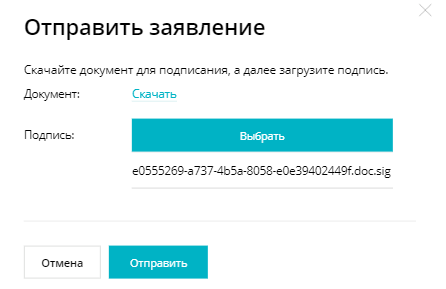 Отправить заявление
Скачайте документ для подписания, а далее загрузите подпись.
Документ: Скачать
Подпись: Выбрать
e0555269-a737-4b5a-8058-e0e39402449f.doc.sig
Отмена Отправить